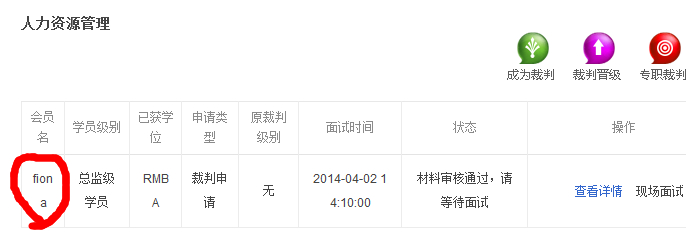 人力资源管理
成为裁判 裁判晋级 专职裁判
会员名 学员级别 已获学位 申请类型 原裁判级别 面试时间 状态 操作
fiona 总监级学员 RMBA 裁判申请 无 2014-04-02 14:10:00 材料审核通过，请等待面试 查看详情 现场面试